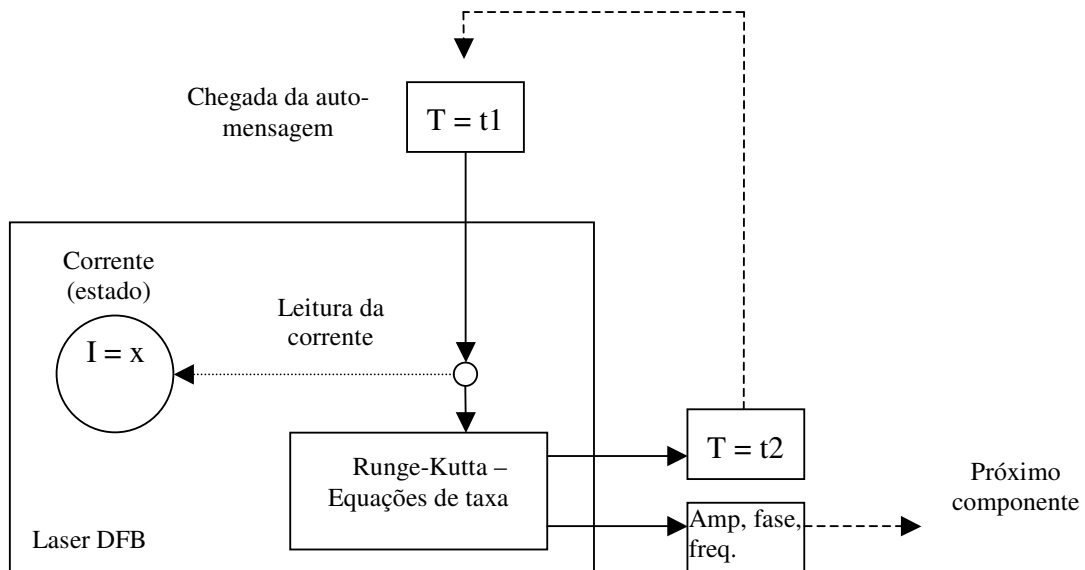 Chegada da auto-
mensagem
T = t1
Corrente
(estado)
I = x
Leitura da
corrente
Runge-Kutta –
Equações de taxa
Laser DFB
T = t2
Amp, fase,
freq.
Próximo
componente